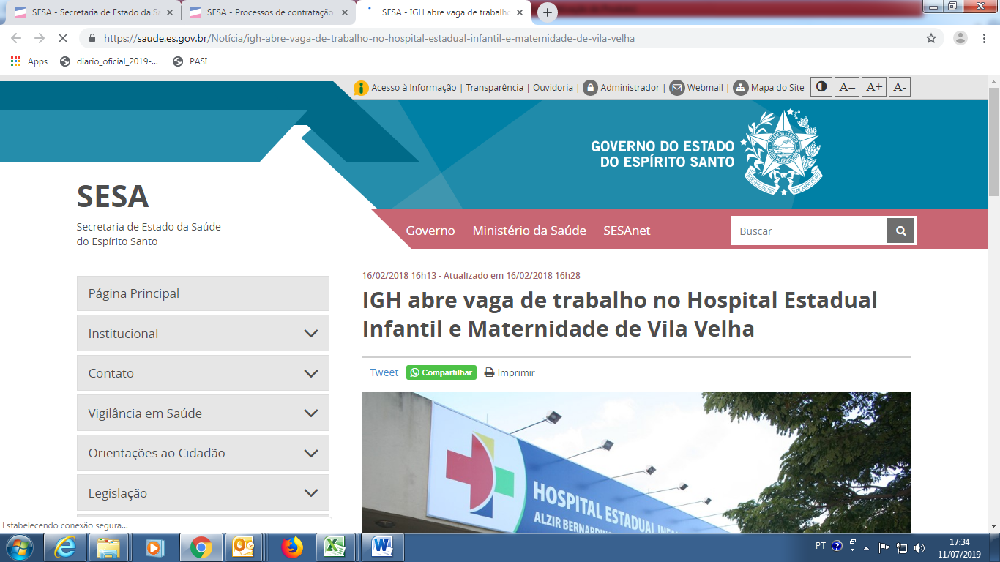 SESA - Secretaria de Estado da Sa
SESA - Processos de contratação
SESA - IGH abre vaga de trabalho
https://saude.es.gov.br/Notícia/igh-abre-vaga-de-trabalho-no-hospital-estadual-infantil-e-maternidade-de-vila-velha
Apps diario_oficial_2019-... PASI
Acesso à Informação | Transparência | Ouvidoria | Administrador | Webmail | Mapa do Site A= A+ A-
GOVERNO DO ESTADO
DO ESPÍRITO SANTO
SESA
Secretaria de Estado da Saúde
do Espírito Santo
Governo Ministério da Saúde SESAnet Buscar
Página Principal
Institucional
Contato
Vigilância em Saúde
Orientações ao Cidadão
Legislação
16/02/2018 16h13 - Atualizado em 16/02/2018 16h28
IGH abre vaga de trabalho no Hospital Estadual
Infantil e Maternidade de Vila Velha
Tweet Compartilhar Imprimir
HOSPITAL ESTADUAL INFA
ALZIR BERNARDIN
Estabelecendo conexão segura...
PT 17:34
11/07/2019